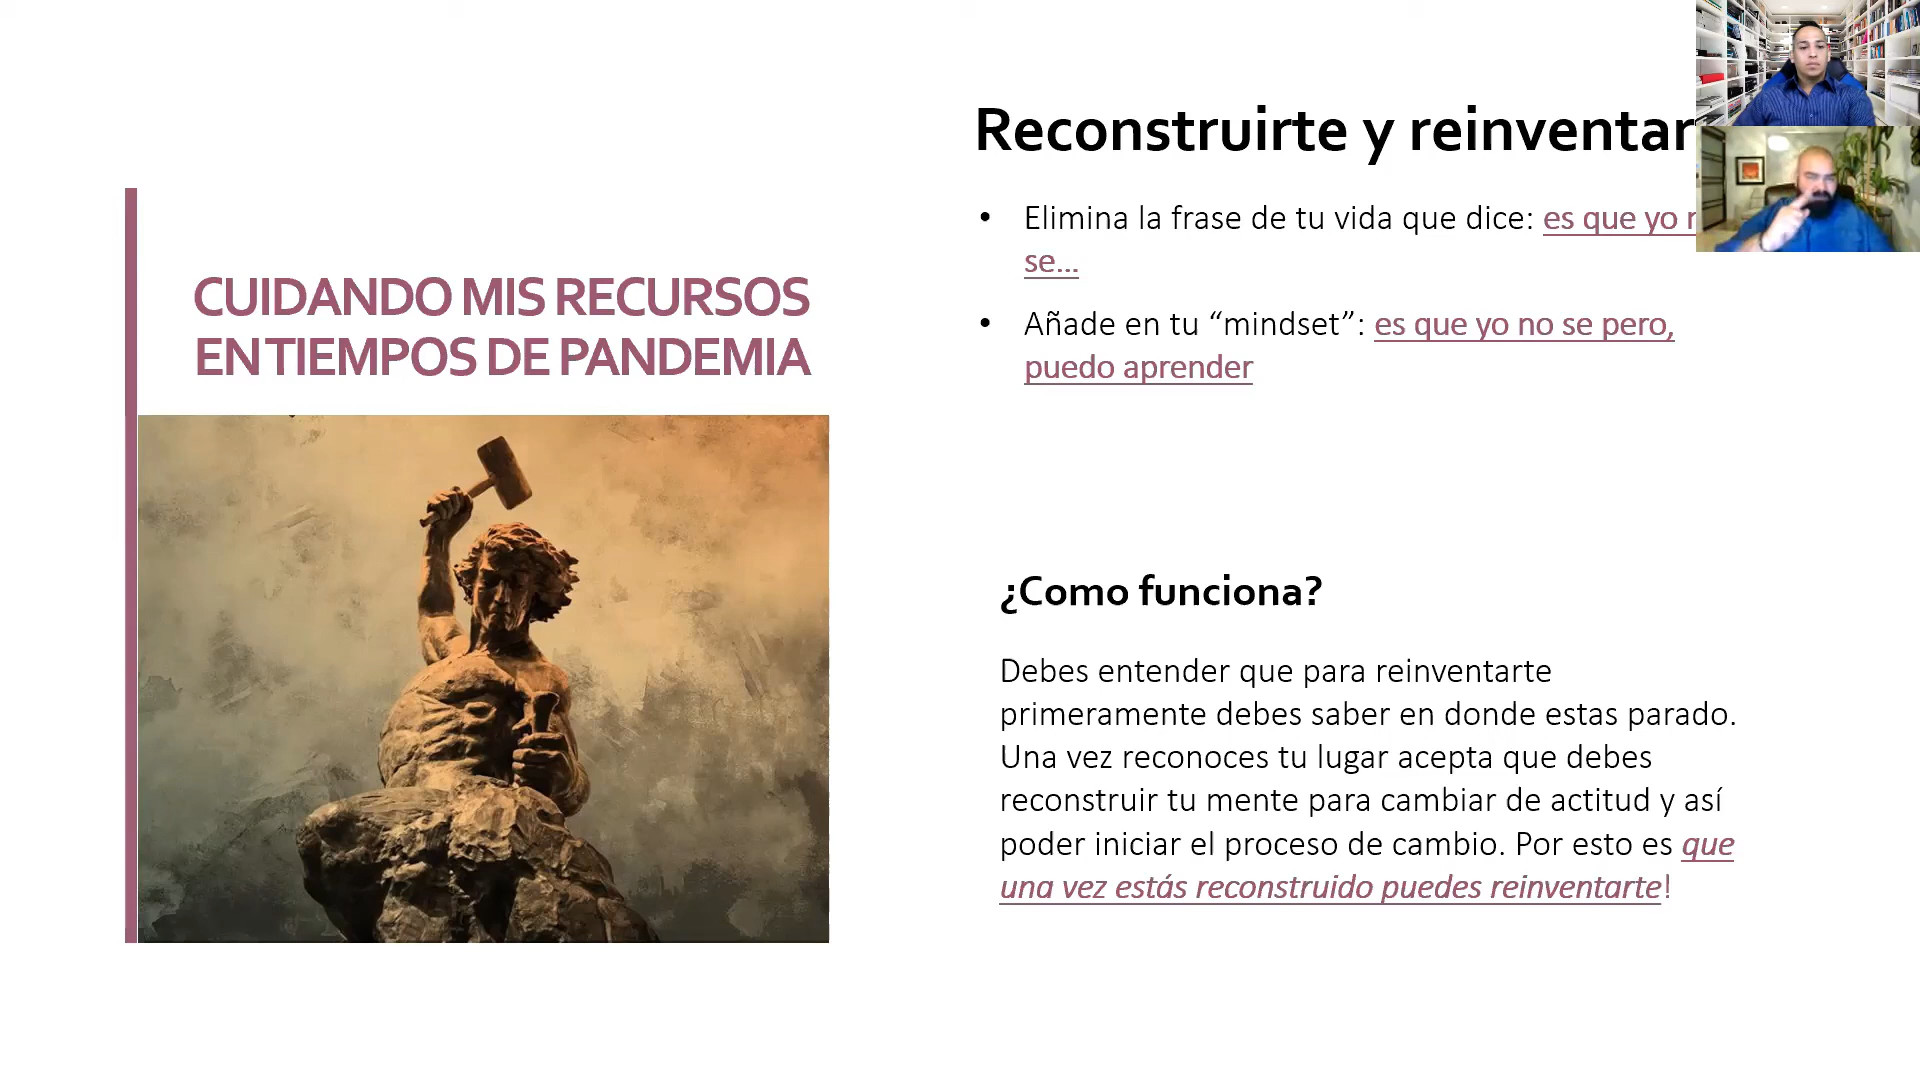 CUIDANDO MIS RECURSOS
EN TIEMPOS DE PANDEMIA
Reconstruirte y reinventar
• Elimina la frase de tu vida que dice: es que yo
se...
• Añade en tu “mindset”: es que yo no se pero,
puedo aprender
¿Como funciona?
Debes entender que para reinventarte
primeramente debes saber en donde estas parado.
Una vez reconoces tu lugar acepta que debes
reconstruir tu mente para cambiar de actitud y así
poder iniciar el proceso de cambio. Por esto es que
una vez estás reconstruido puedes reinventarte!